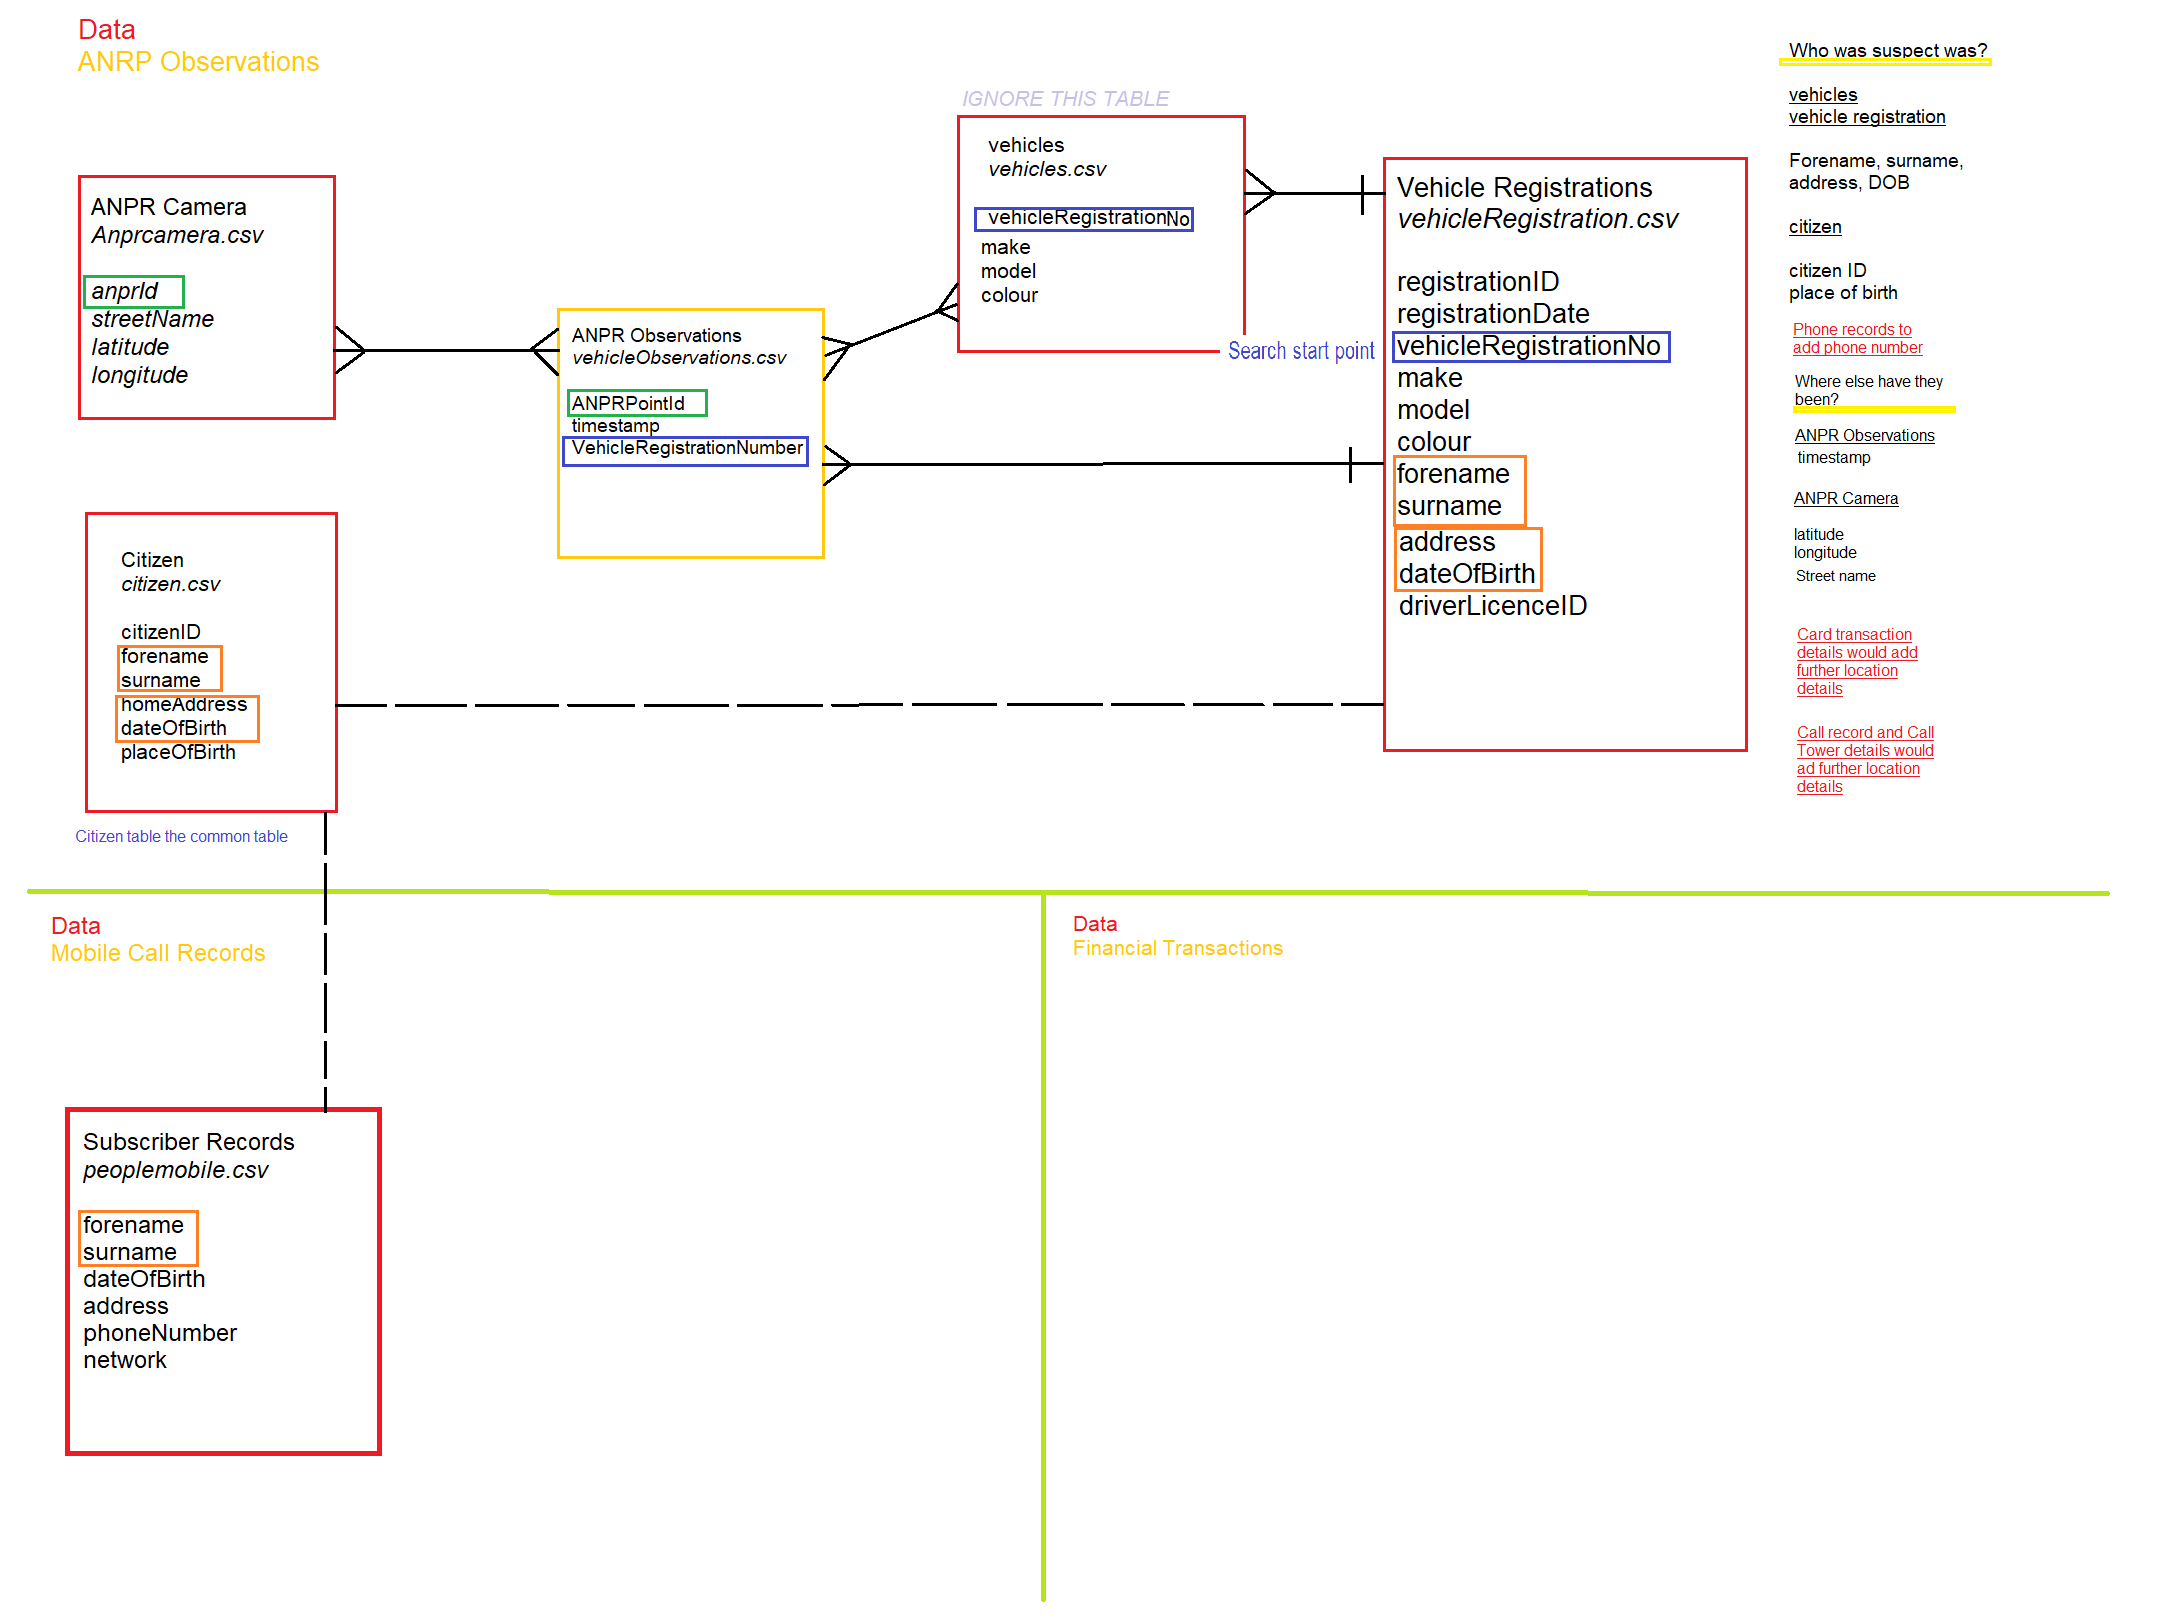 Data
ANRP Observations
ANPR Camera
Anprcamera.csv
anprId
streetName
latitude
longitude
ANPR Observations
vehicleObservations.csv
ANPRPointId
timestamp
VehicleRegistrationNumber
IGNORE THIS TABLE
vehicles
vehicles.csv
vehicleRegistrationNo
make
model
colour
Search start point
Vehicle Registrations
vehicleRegistration.csv
registrationID
registrationDate
vehicleRegistrationNo
make
model
colour
forename
surname
address
dateOfBirth
driverLicenceID
Who was suspect was?
vehicles
vehicle registration
Forename, surname,
address, DOB
citizen
citizen ID
place of birth
Phone records to
add phone number
Where else have they
been?
ANPR Observations
timestamp
ANPR Camera
latitude
longitude
Street name
Card transaction
details would add
further location
details
Call record and Call
Tower details would
ad further location
details
Citizen
citizen.csv
citizenID
forename
surname
homeAddress
dateOfBirth
placeOfBirth
Citizen table the common table
Data
Mobile Call Records
Subscriber Records
peoplemobile.csv
forename
surname
dateOfBirth
address
phoneNumber
network
Data
Financial Transactions